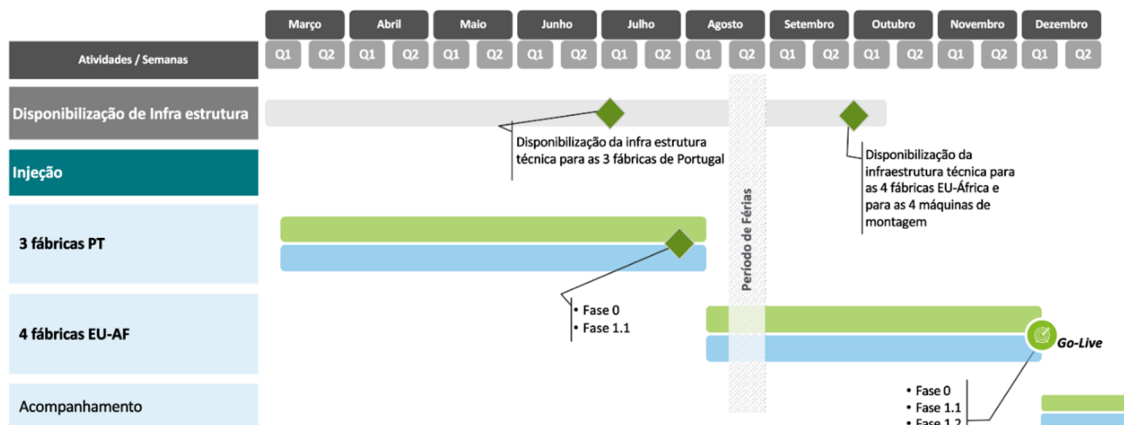 Março Abril Maio Junho Julho Agosto Setembro Outubro Novembro Dezembro
Atividades / Semanas
Q1 Q2 Q1 Q2 Q1 Q2 Q1 Q2 Q1 Q2 Q1 Q2 Q1 Q2 Q1 Q2 Q1 Q2 Q1 Q2
Disponibilização de Infra estrutura
Disponibilização da infra estrutura
técnica para as 3 fábricas de Portugal
Disponibilização da
infraestrutura técnica para
as 4 fábricas EU-África e
para as 4 máquinas de
montagem
Injeção
Período de Férias
3 fábricas PT
• Fase 0
• Fase 1.1
4 fábricas EU-AF
Go-Live
Acompanhamento
• Fase 0
• Fase 1.1
• Fase 1.2